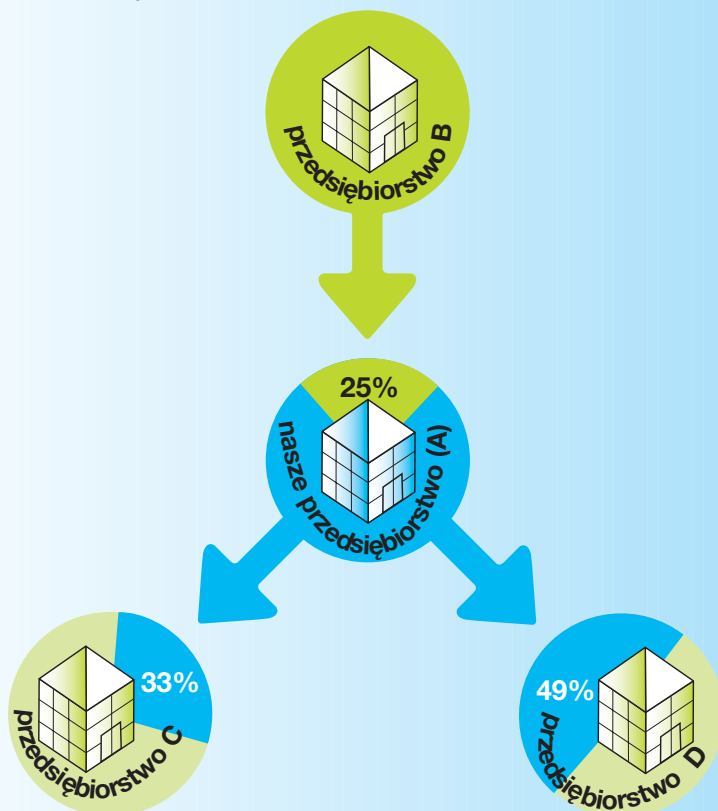 przedsiębiorstwo B
25%
nasze przedsiębiorstwo (A)
33%
przedsiębiorstwo C
49%
przedsiębiorstwo D